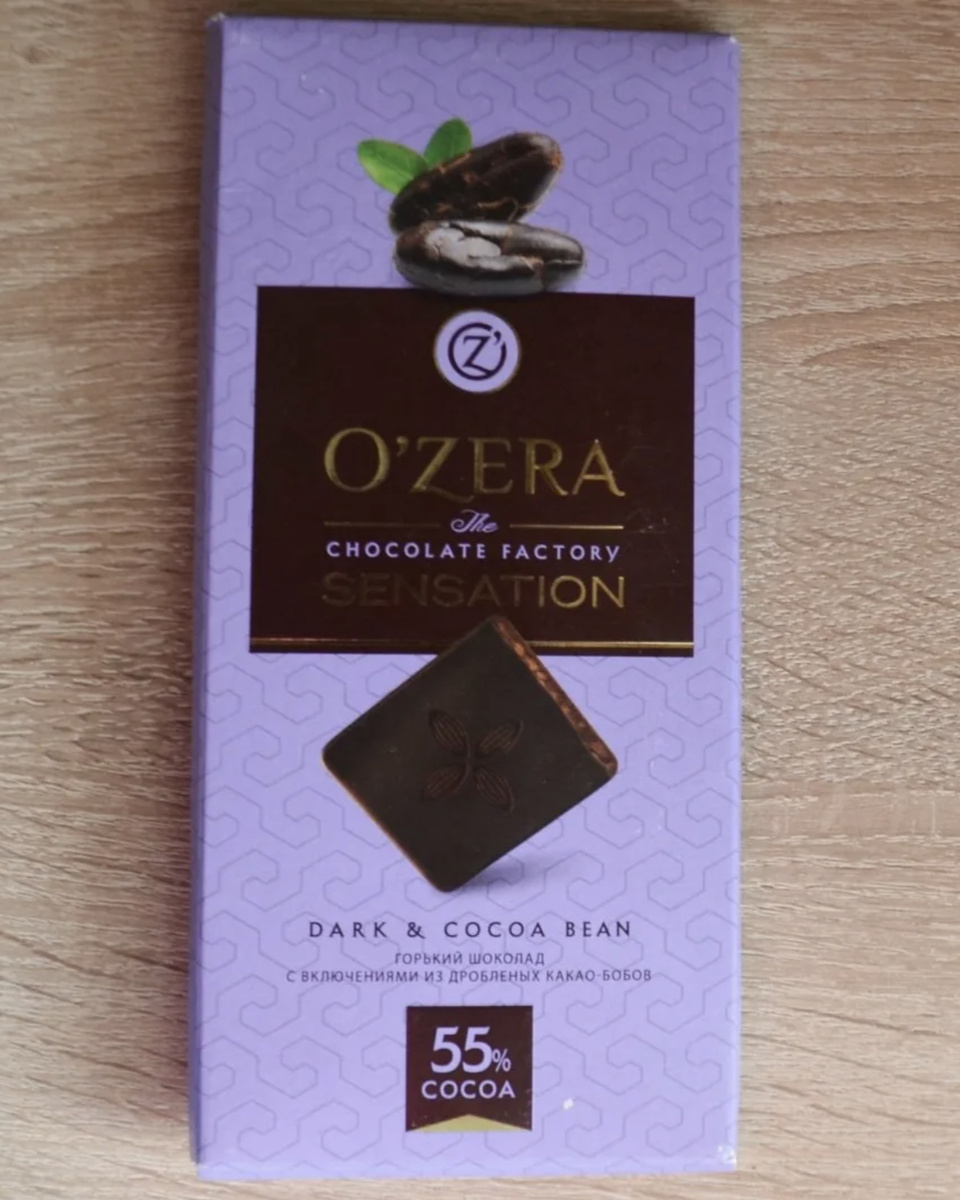 Z’
O’ZERA
The
CHOCOLATE FACTORY
SENSATION
DARK & COCOA BEAN
ГОРЬКИЙ ШОКОЛАД
С ВКЛЮЧЕНИЯМИ ИЗ ДРОБЛЕНЫХ КАКАО-БОБОВ
55%
COCOA